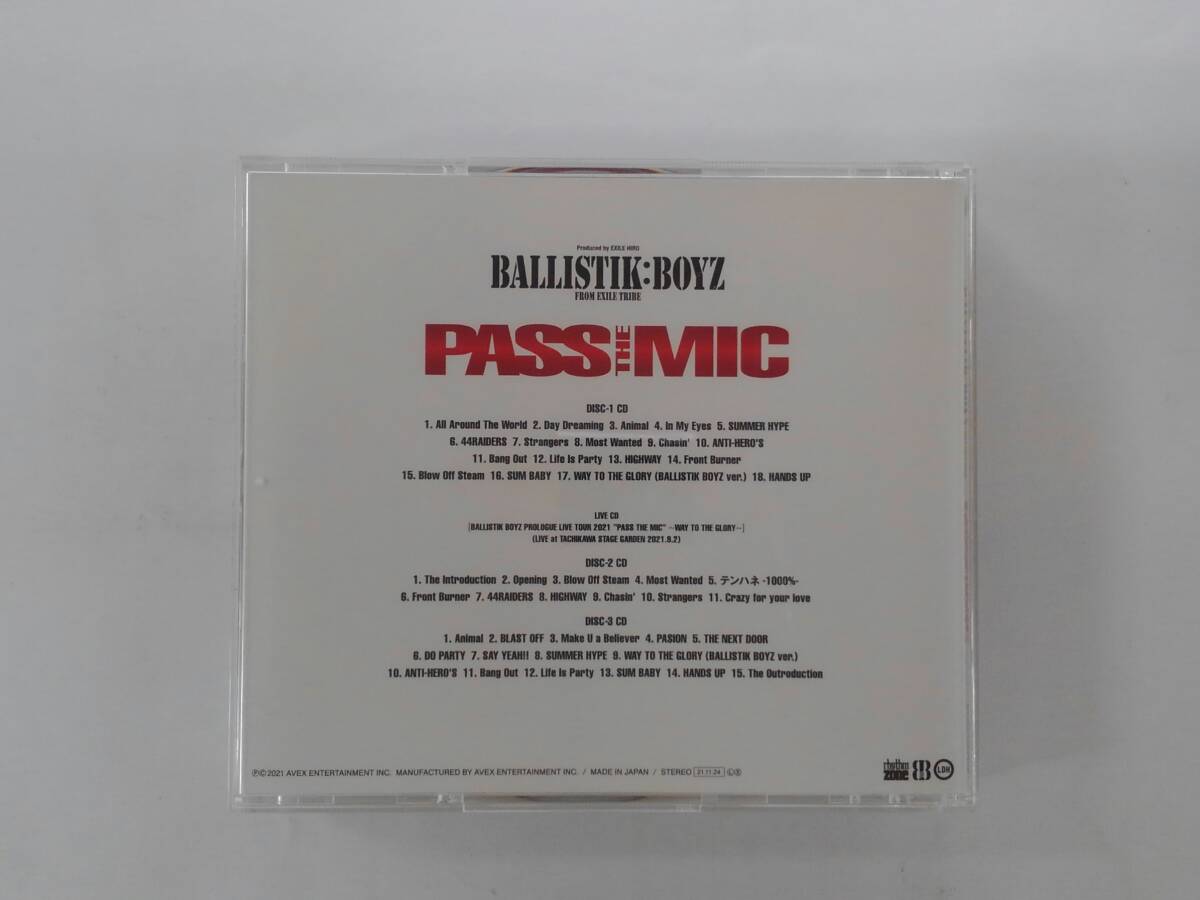 Produced by EXILE HIRO
BALLISTIK:BOYZ
FROM EXILE TRIBE
PASS THE MIC
DISC-1 CD
1. All Around The World 2. Day Dreaming 3. Animal 4. In My Eyes 5. SUMMER HYPE
6. 44RAIDERS 7. Strangers 8. Most Wanted 9. Chasin' 10. ANTI-HERO'S
11. Bang Out 12. Life Is Party 13. HIGHWAY 14. Front Burner
15. Blow Off Steam 16. SUM BABY 17. WAY TO THE GLORY (BALLISTIK BOYZ ver.) 18. HANDS UP
LIVE CD
[BALLISTIK BOYZ PROLOGUE LIVE TOUR 2021 "PASS THE MIC" ~WAY TO THE GLORY~]
(LIVE at TACHIKAWA STAGE GARDEN 2021.9.2)
DISC-2 CD
1. The Introduction 2. Opening 3. Blow Off Steam 4. Most Wanted 5. テンハネ -1000%-
6. Front Burner 7. 44RAIDERS 8. HIGHWAY 9. Chasin' 10. Strangers 11. Crazy for your love
DISC-3 CD
1. Animal 2. BLAST OFF 3. Make U a Believer 4. PASION 5. THE NEXT DOOR
6. DO PARTY 7. SAY YEAH!! 8. SUMMER HYPE 9. WAY TO THE GLORY (BALLISTIK BOYZ ver.)
10. ANTI-HERO'S 11. Bang Out 12. Life Is Party 13. SUM BABY 14. HANDS UP 15. The Outroduction
℗©2021 AVEX ENTERTAINMENT INC. MANUFACTURED BY AVEX ENTERTAINMENT INC. / MADE IN JAPAN / STEREO 21.11.24 Ⓛ Ⓡ
rhythm zone BB LDH